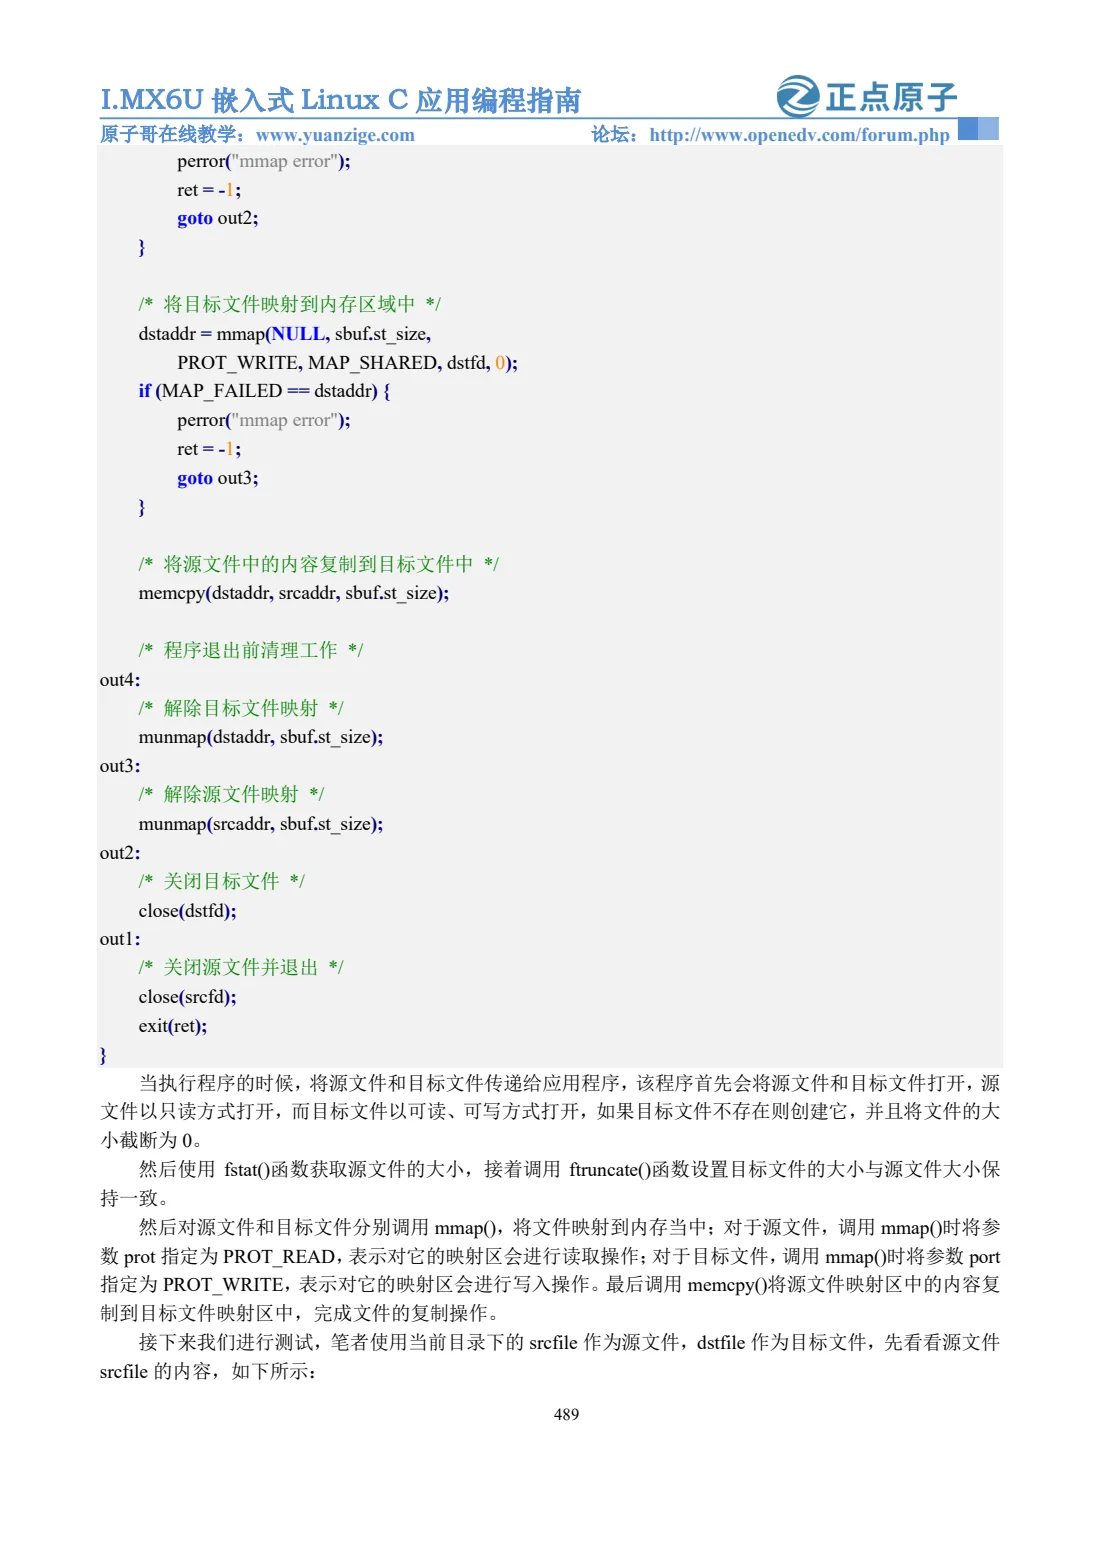 I.MX6U 嵌入式 Linux C 应用编程指南
正点原子
原子哥在线教学：www.yuanzige.com 论坛：http://www.openedv.com/forum.php
perror("mmap error");
ret = -1;
goto out2;
}
/* 将目标文件映射到内存区域中 */
dstaddr = mmap(NULL, sbuf.st_size,
PROT_WRITE, MAP_SHARED, dstfd, 0);
if (MAP_FAILED == dstaddr) {
perror("mmap error");
ret = -1;
goto out3;
}
/* 将源文件中的内容复制到目标文件中 */
memcpy(dstaddr, srcaddr, sbuf.st_size);
/* 程序退出前清理工作 */
out4:
/* 解除目标文件映射 */
munmap(dstaddr, sbuf.st_size);
out3:
/* 解除源文件映射 */
munmap(srcaddr, sbuf.st_size);
out2:
/* 关闭目标文件 */
close(dstfd);
out1:
/* 关闭源文件并退出 */
close(srcfd);
exit(ret);
}
当执行程序的时候，将源文件和目标文件传递给应用程序，该程序首先会将源文件和目标文件打开，源
文件以只读方式打开，而目标文件以可读、可写方式打开，如果目标文件不存在则创建它，并且将文件的大
小截断为 0。
然后使用 fstat()函数获取源文件的大小，接着调用 ftruncate()函数设置目标文件的大小与源文件大小保
持一致。
然后对源文件和目标文件分别调用 mmap()，将文件映射到内存当中；对于源文件，调用 mmap()时将参
数 prot 指定为 PROT_READ，表示对它的映射区会进行读取操作；对于目标文件，调用 mmap()时将参数 port
指定为 PROT_WRITE，表示对它的映射区会进行写入操作。最后调用 memcpy()将源文件映射区中的内容复
制到目标文件映射区中，完成文件的复制操作。
接下来我们进行测试，笔者使用当前目录下的 srcfile 作为源文件，dstfile 作为目标文件，先看看源文件
srcfile 的内容，如下所示：
489